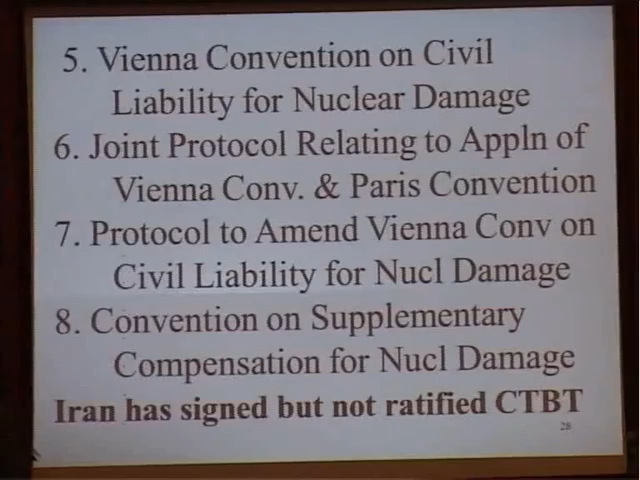 5. Vienna Convention on Civil
Liability for Nuclear Damage
6. Joint Protocol Relating to Appln of
Vienna Conv. & Paris Convention
7. Protocol to Amend Vienna Conv on
Civil Liability for Nucl Damage
8. Convention on Supplementary
Compensation for Nucl Damage
Iran has signed but not ratified CTBT
28